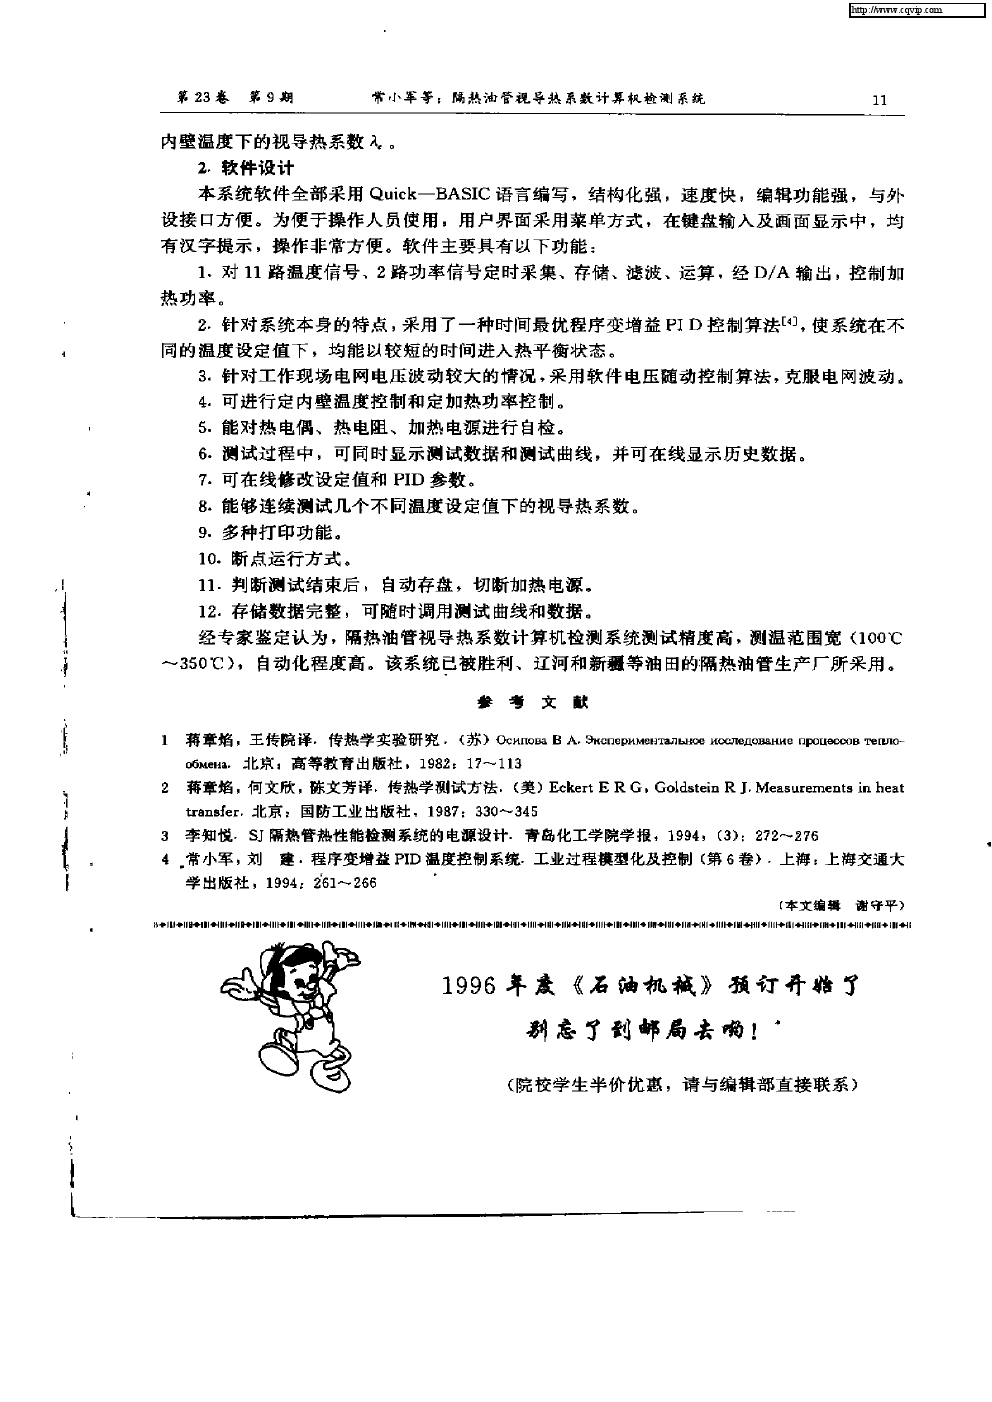 http://www.cqvip.com
第 23 卷　第 9 期　常小军等：隔热油管视导热系数计算机检测系统　11
内壁温度下的视导热系数 λ。
2. 软件设计
本系统软件全部采用 Quick—BASIC 语言编写，结构化强，速度快，编辑功能强，与外
设接口方便。为便于操作人员使用，用户界面采用菜单方式，在键盘输入及画面显示中，均
有汉字提示，操作非常方便。软件主要具有以下功能：
1. 对 11 路温度信号、2 路功率信号定时采集、存储、滤波、运算，经 D/A 输出，控制加
热功率。
2. 针对系统本身的特点，采用了一种时间最优程序变增益 PI D 控制算法[4]，使系统在不
同的温度设定值下，均能以较短的时间进入热平衡状态。
3. 针对工作现场电网电压波动较大的情况，采用软件电压随动控制算法，克服电网波动。
4. 可进行定内壁温度控制和定加热功率控制。
5. 能对热电偶、热电阻、加热电源进行自检。
6. 测试过程中，可同时显示测试数据和测试曲线，并可在线显示历史数据。
7. 可在线修改设定值和 PID 参数。
8. 能够连续测试几个不同温度设定值下的视导热系数。
9. 多种打印功能。
10. 断点运行方式。
11. 判断测试结束后，自动存盘，切断加热电源。
12. 存储数据完整，可随时调用测试曲线和数据。
经专家鉴定认为，隔热油管视导热系数计算机检测系统测试精度高，测温范围宽（100℃
～350℃），自动化程度高。该系统已被胜利、辽河和新疆等油田的隔热油管生产厂所采用。
参 考 文 献
1　蒋章焰，王传院译．传热学实验研究．（苏）Осипова В А. Экспериментальное исследование процессов тепло-
обмена. 北京：高等教育出版社，1982：17～113
2　蒋章焰，何文欣，陈文芳译．传热学测试方法．（美）Eckert E R G，Goldstein R J. Measurements in heat
transfer. 北京：国防工业出版社，1987：330～345
3　李知悦．SJ 隔热管热性能检测系统的电源设计．青岛化工学院学报，1994，（3）：272～276
4　常小军，刘　建．程序变增益 PID 温度控制系统．工业过程模型化及控制（第 6 卷）．上海：上海交通大
学出版社，1994：261～266
（本文编辑　谢守平）
1996 年度《石油机械》预订开始了
别忘了到邮局去哟！
（院校学生半价优惠，请与编辑部直接联系）